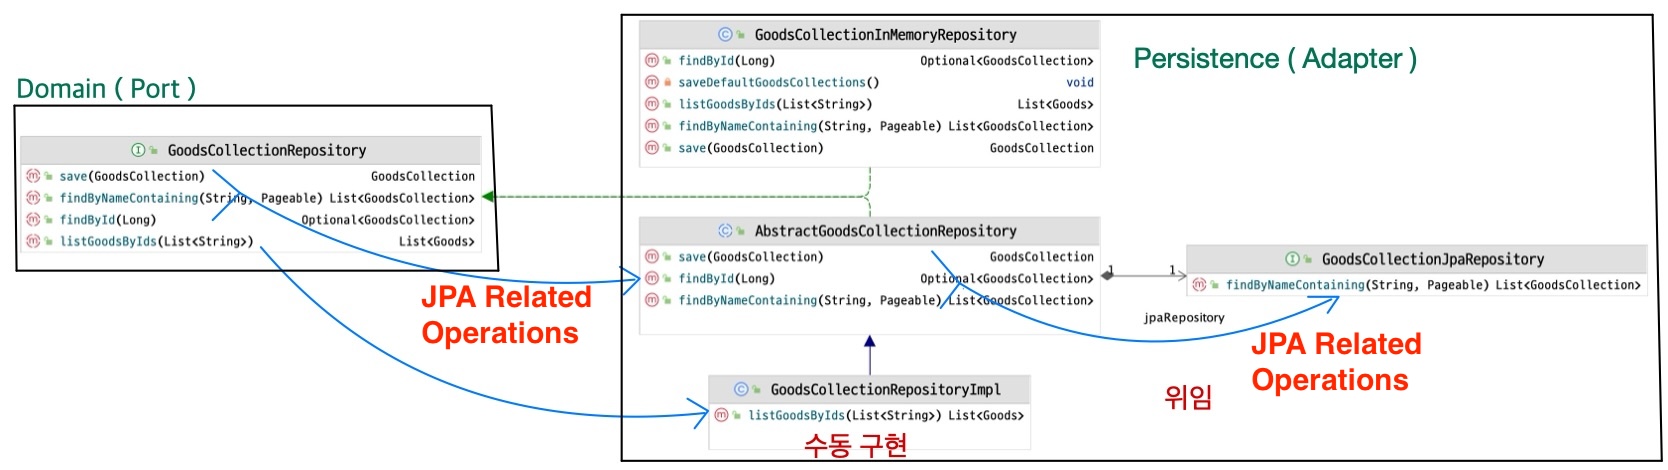 Domain ( Port )
GoodsCollectionRepository
save(GoodsCollection) GoodsCollection
findByNameContaining(String, Pageable) List<GoodsCollection>
findById(Long) Optional<GoodsCollection>
listGoodsByIds(List<String>) List<Goods>
Persistence ( Adapter )
GoodsCollectionInMemoryRepository
findById(Long) Optional<GoodsCollection>
saveDefaultGoodsCollections() void
listGoodsByIds(List<String>) List<Goods>
findByNameContaining(String, Pageable) List<GoodsCollection>
save(GoodsCollection) GoodsCollection
AbstractGoodsCollectionRepository
save(GoodsCollection) GoodsCollection
findById(Long) Optional<GoodsCollection>
findByNameContaining(String, Pageable) List<GoodsCollection>
1 1
jpaRepository
GoodsCollectionJpaRepository
findByNameContaining(String, Pageable) List<GoodsCollection>
JPA Related
Operations
JPA Related
Operations
위임
GoodsCollectionRepositoryImpl
listGoodsByIds(List<String>) List<Goods>
수동 구현